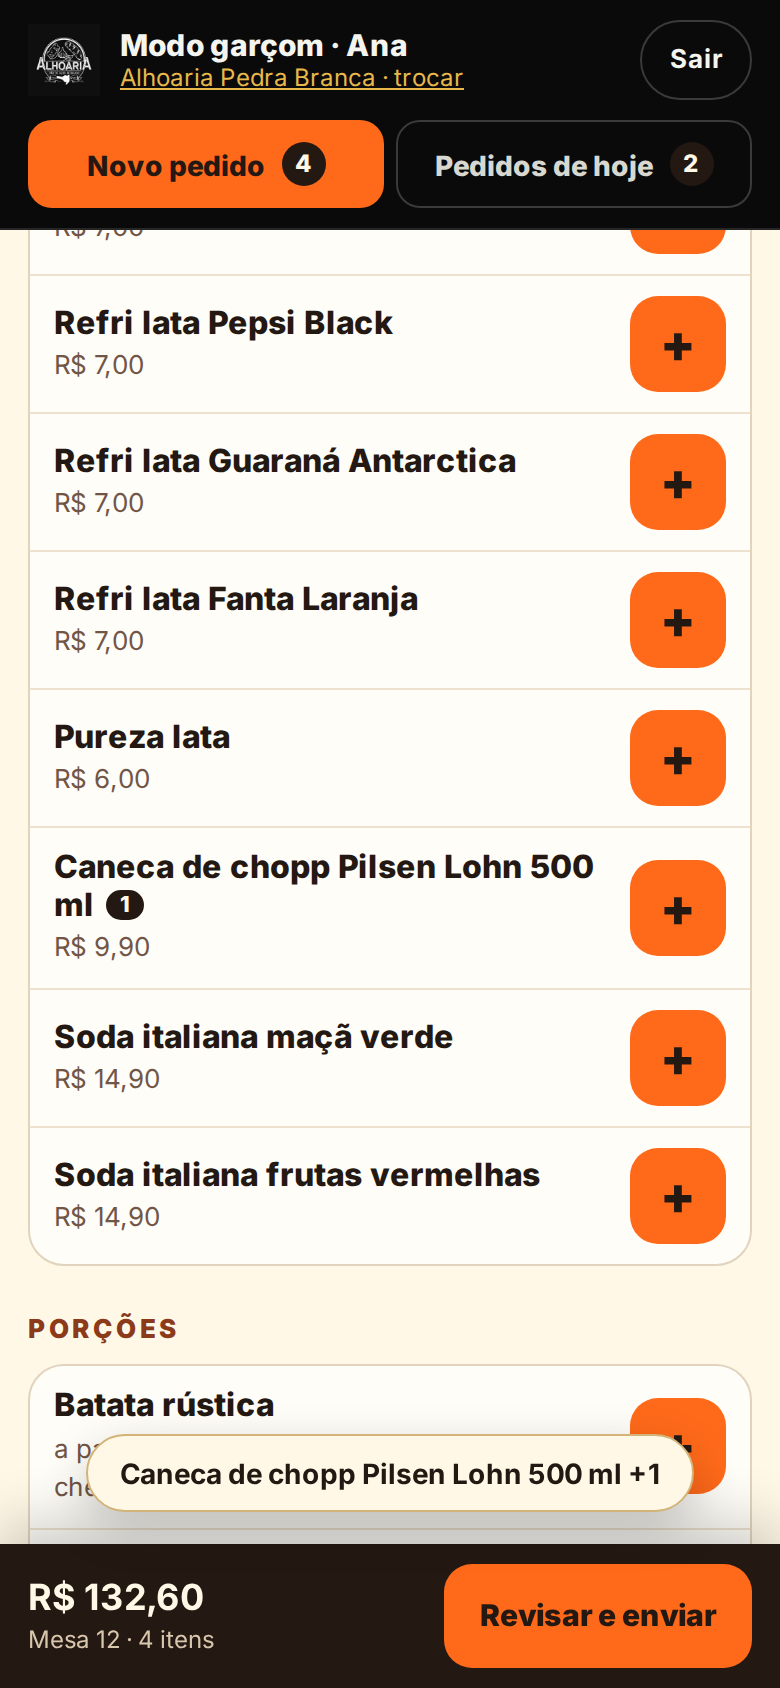 ALHOARIA
Modo garçom · Ana
Alhoaria Pedra Branca · trocar
Sair
Novo pedido 4
Pedidos de hoje 2
R$ 7,00
Refri lata Pepsi Black
R$ 7,00
+
Refri lata Guaraná Antarctica
R$ 7,00
+
Refri lata Fanta Laranja
R$ 7,00
+
Pureza lata
R$ 6,00
+
Caneca de chopp Pilsen Lohn 500
ml 1
R$ 9,90
+
Soda italiana maçã verde
R$ 14,90
+
Soda italiana frutas vermelhas
R$ 14,90
+
PORÇÕES
Batata rústica
a
Caneca de chopp Pilsen Lohn 500 ml +1
R$ 132,60
Mesa 12 · 4 itens
Revisar e enviar